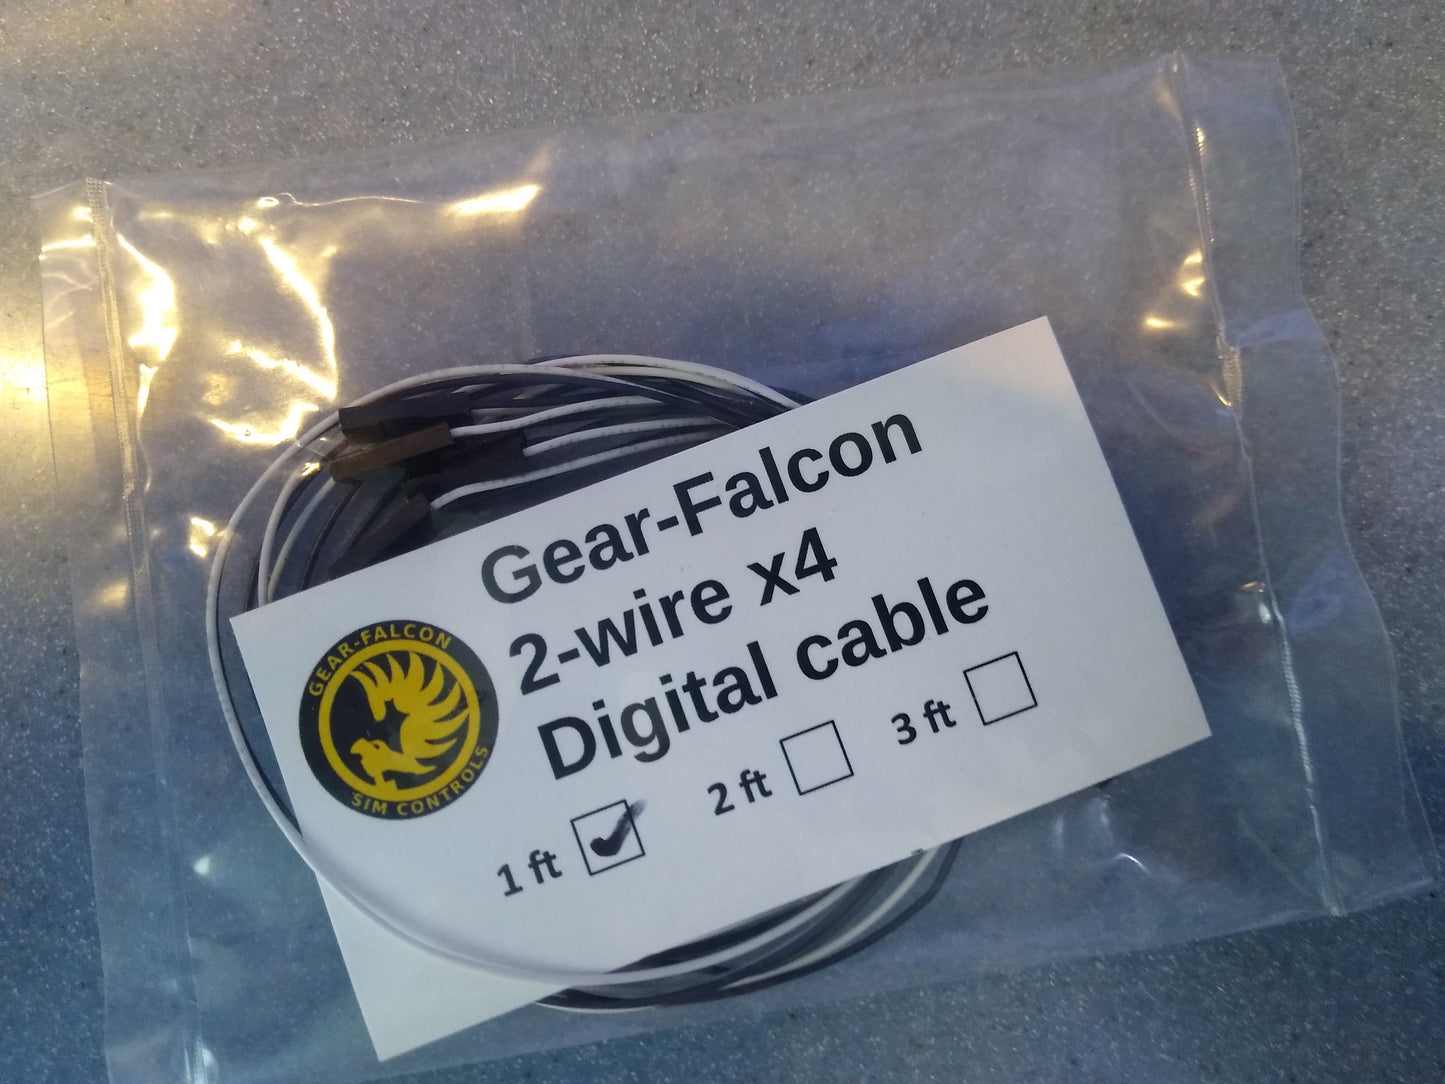 Gear-Falcon
2-wire x4
Digital cable
GEAR-FALCON
SIM CONTROLS
1 ft
2 ft
3 ft